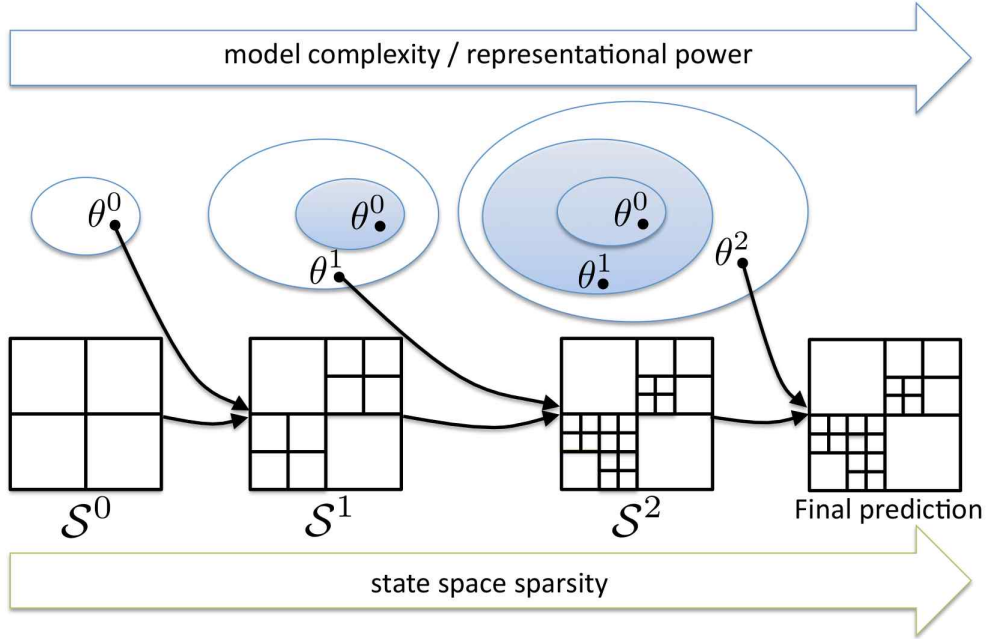 model complexity / representational power
θ⁰
θ⁰
θ¹
θ⁰
θ¹
θ²
𝒮⁰
𝒮¹
𝒮²
Final prediction
state space sparsity